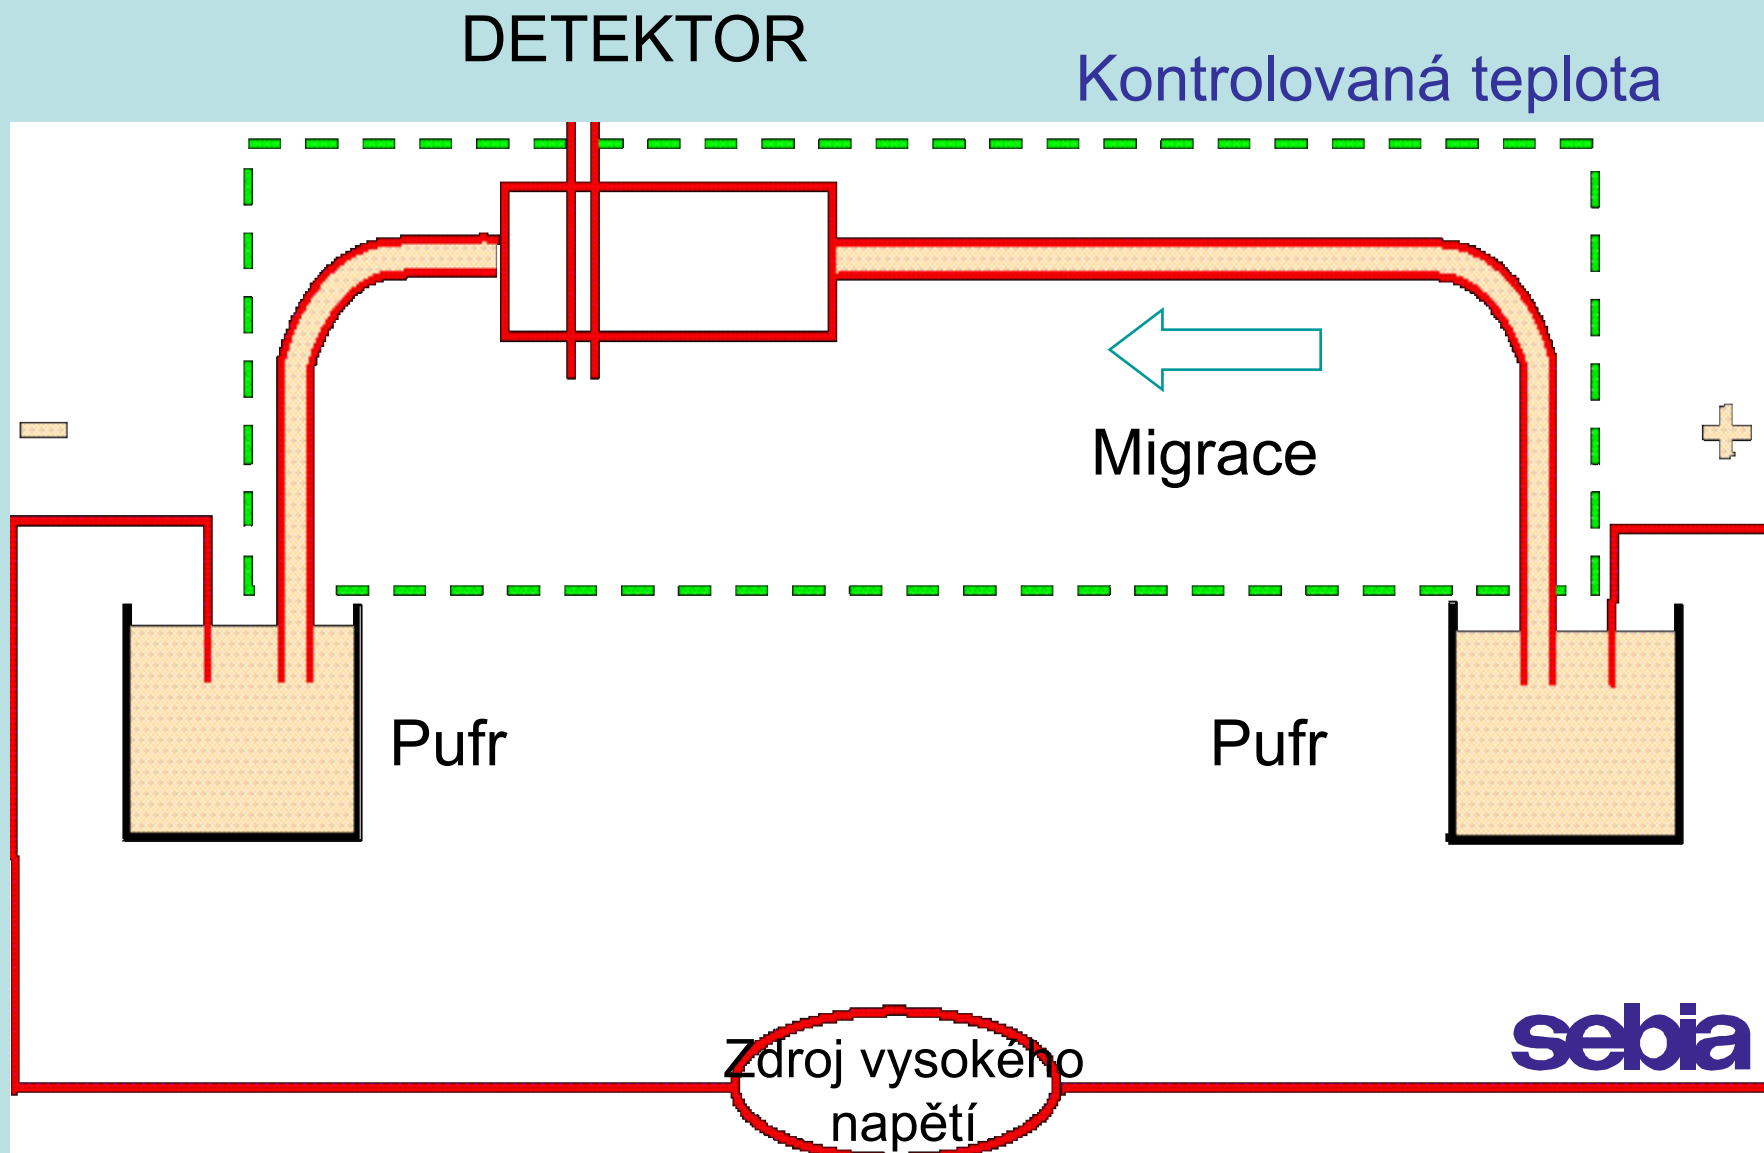 DETEKTOR
Kontrolovaná teplota
-
+
Migrace
Pufr
Pufr
sebia
Zdroj vysokého
napětí